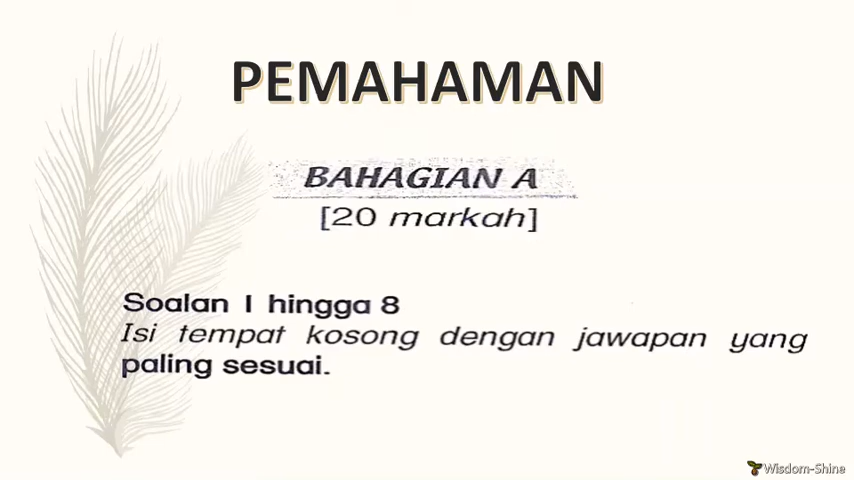 PEMAHAMAN
BAHAGIAN A
[20 markah]
Soalan 1 hingga 8
Isi tempat kosong dengan jawapan yang
paling sesuai.
Wisdom-Shine